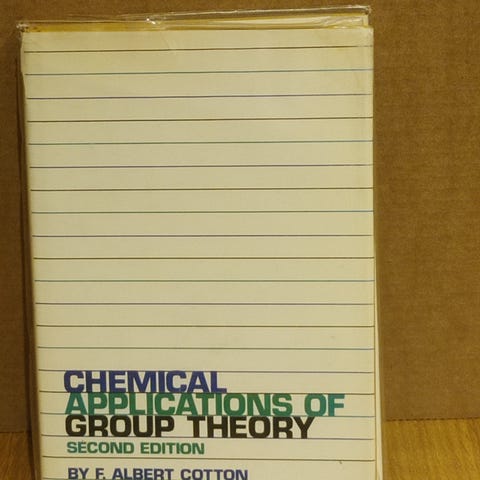 CHEMICAL
APPLICATIONS OF
GROUP THEORY
SECOND EDITION
BY F. ALBERT COTTON